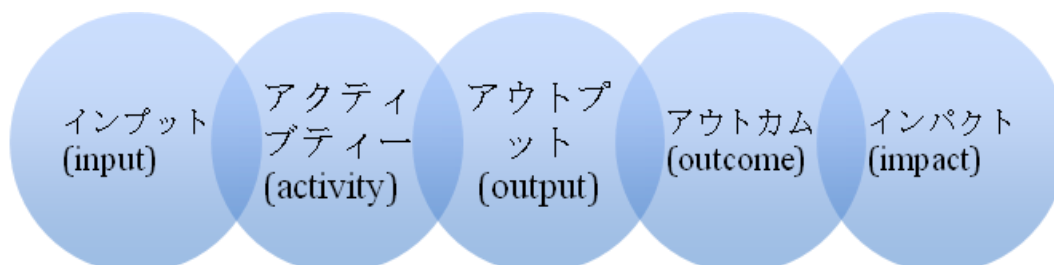 インプット
(input)
アクティ
ブティー
(activity)
アウトプ
ット
(output)
アウトカム
(outcome)
インパクト
(impact)